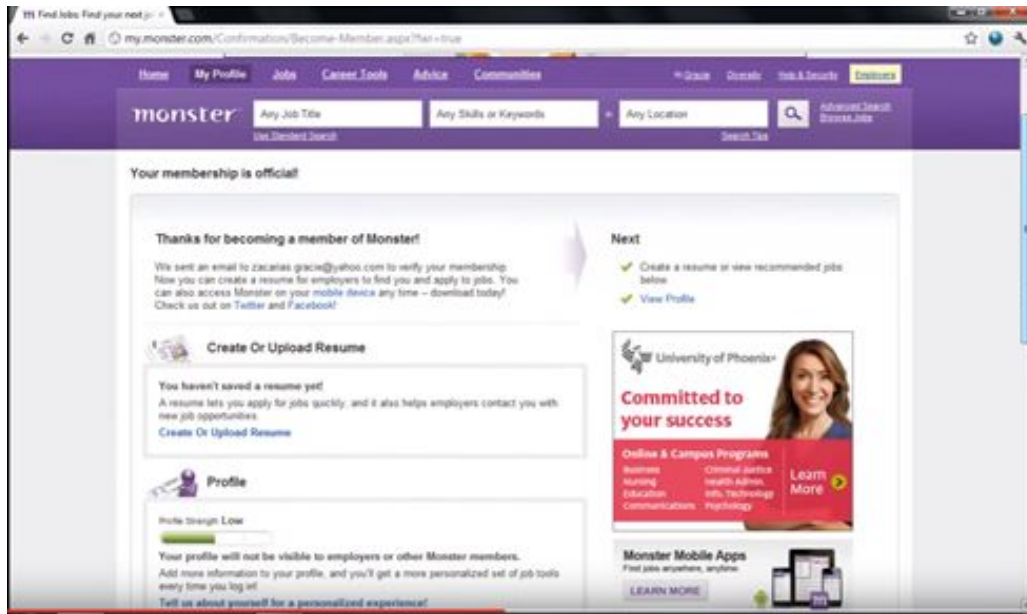 Find Jobs. Find your next jo
my.monster.com/Confirmation/Become-Member.aspx?
Home My Profile Jobs Career Tools Advice Communities Gracie Diversity Help & Security Employers
monster Any Job Title Any Skills or Keywords Any Location Advanced Search
Browse Jobs
Use Standard Search Search Tips
Your membership is official!
Thanks for becoming a member of Monster!
We sent an email to zacarias.gracie@yahoo.com to verify your membership.
Now you can create a resume for employers to find you and apply to jobs. You
can also access Monster on your mobile device any time – download today!
Check us out on Twitter and Facebook!
Next
Create a resume or view recommended jobs
below
View Profile
Create Or Upload Resume
You haven't saved a resume yet!
A resume lets you apply for jobs quickly, and it also helps employers contact you with
new job opportunities.
Create Or Upload Resume
Profile
Profile Strength Low
Your profile will not be visible to employers or other Monster members.
Add more information to your profile, and you'll get a more personalized set of job tools
every time you log in!
Tell us about yourself for a personalized experience!
University of Phoenix
Committed to
your success
Online & Campus Programs
Business Criminal Justice
Nursing Health Admin.
Education Info. Technology
Communications Psychology
Learn
More
Monster Mobile Apps
Find jobs anywhere, anytime.
LEARN MORE